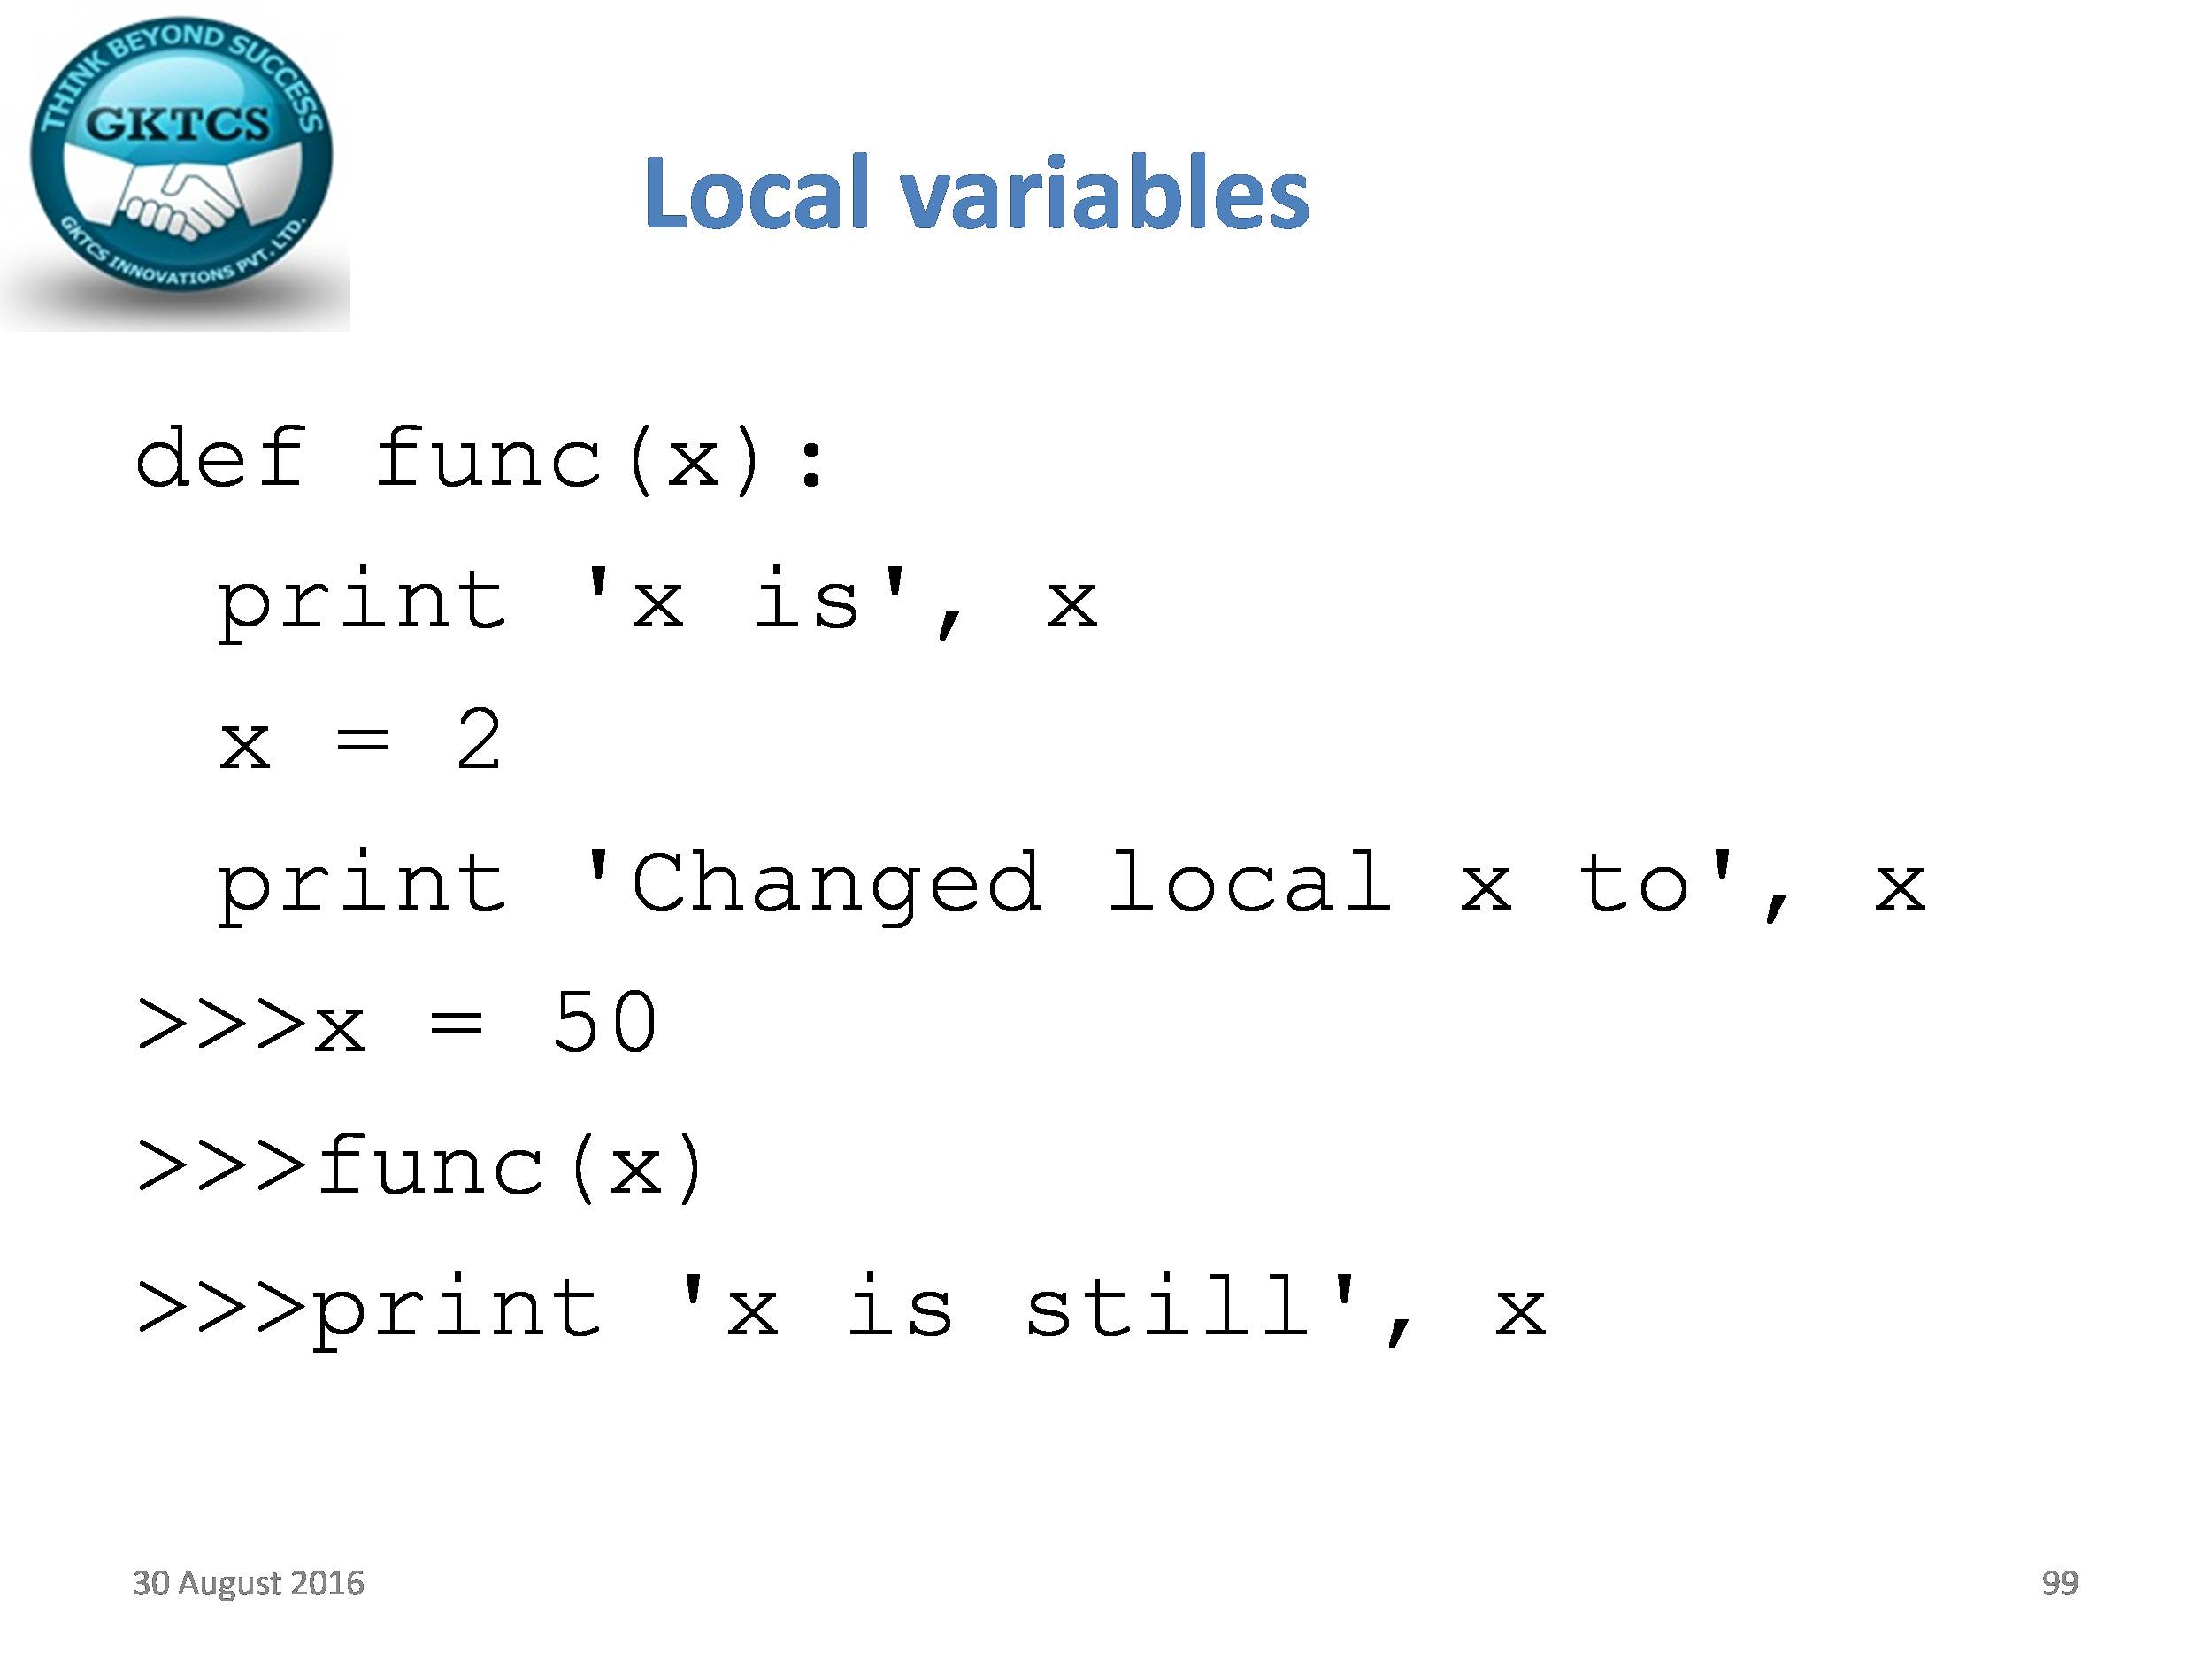 THINK BEYOND SUCCESS
GKTCS
GKTCS INNOVATIONS PVT. LTD.
Local variables
def func(x):
print 'x is', x
x = 2
print 'Changed local x to', x
>>>x = 50
>>>func(x)
>>>print 'x is still', x
30 August 2016
99